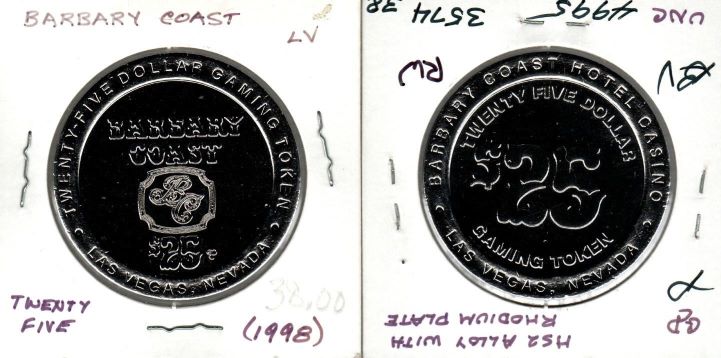 BARBARY COAST
LV
TWENTY-FIVE DOLLAR GAMING TOKEN
BARBARY
COAST
BC
$25
LAS VEGAS, NEVADA
TWENTY
FIVE
38.00
(1998)
38
3574
4995
UNC
RW
BARBARY COAST HOTEL CASINO
TWENTY FIVE DOLLAR
$25
GAMING TOKEN
LAS VEGAS, NEVADA
HS2 ALLOY WITH
RHODIUM PLATE